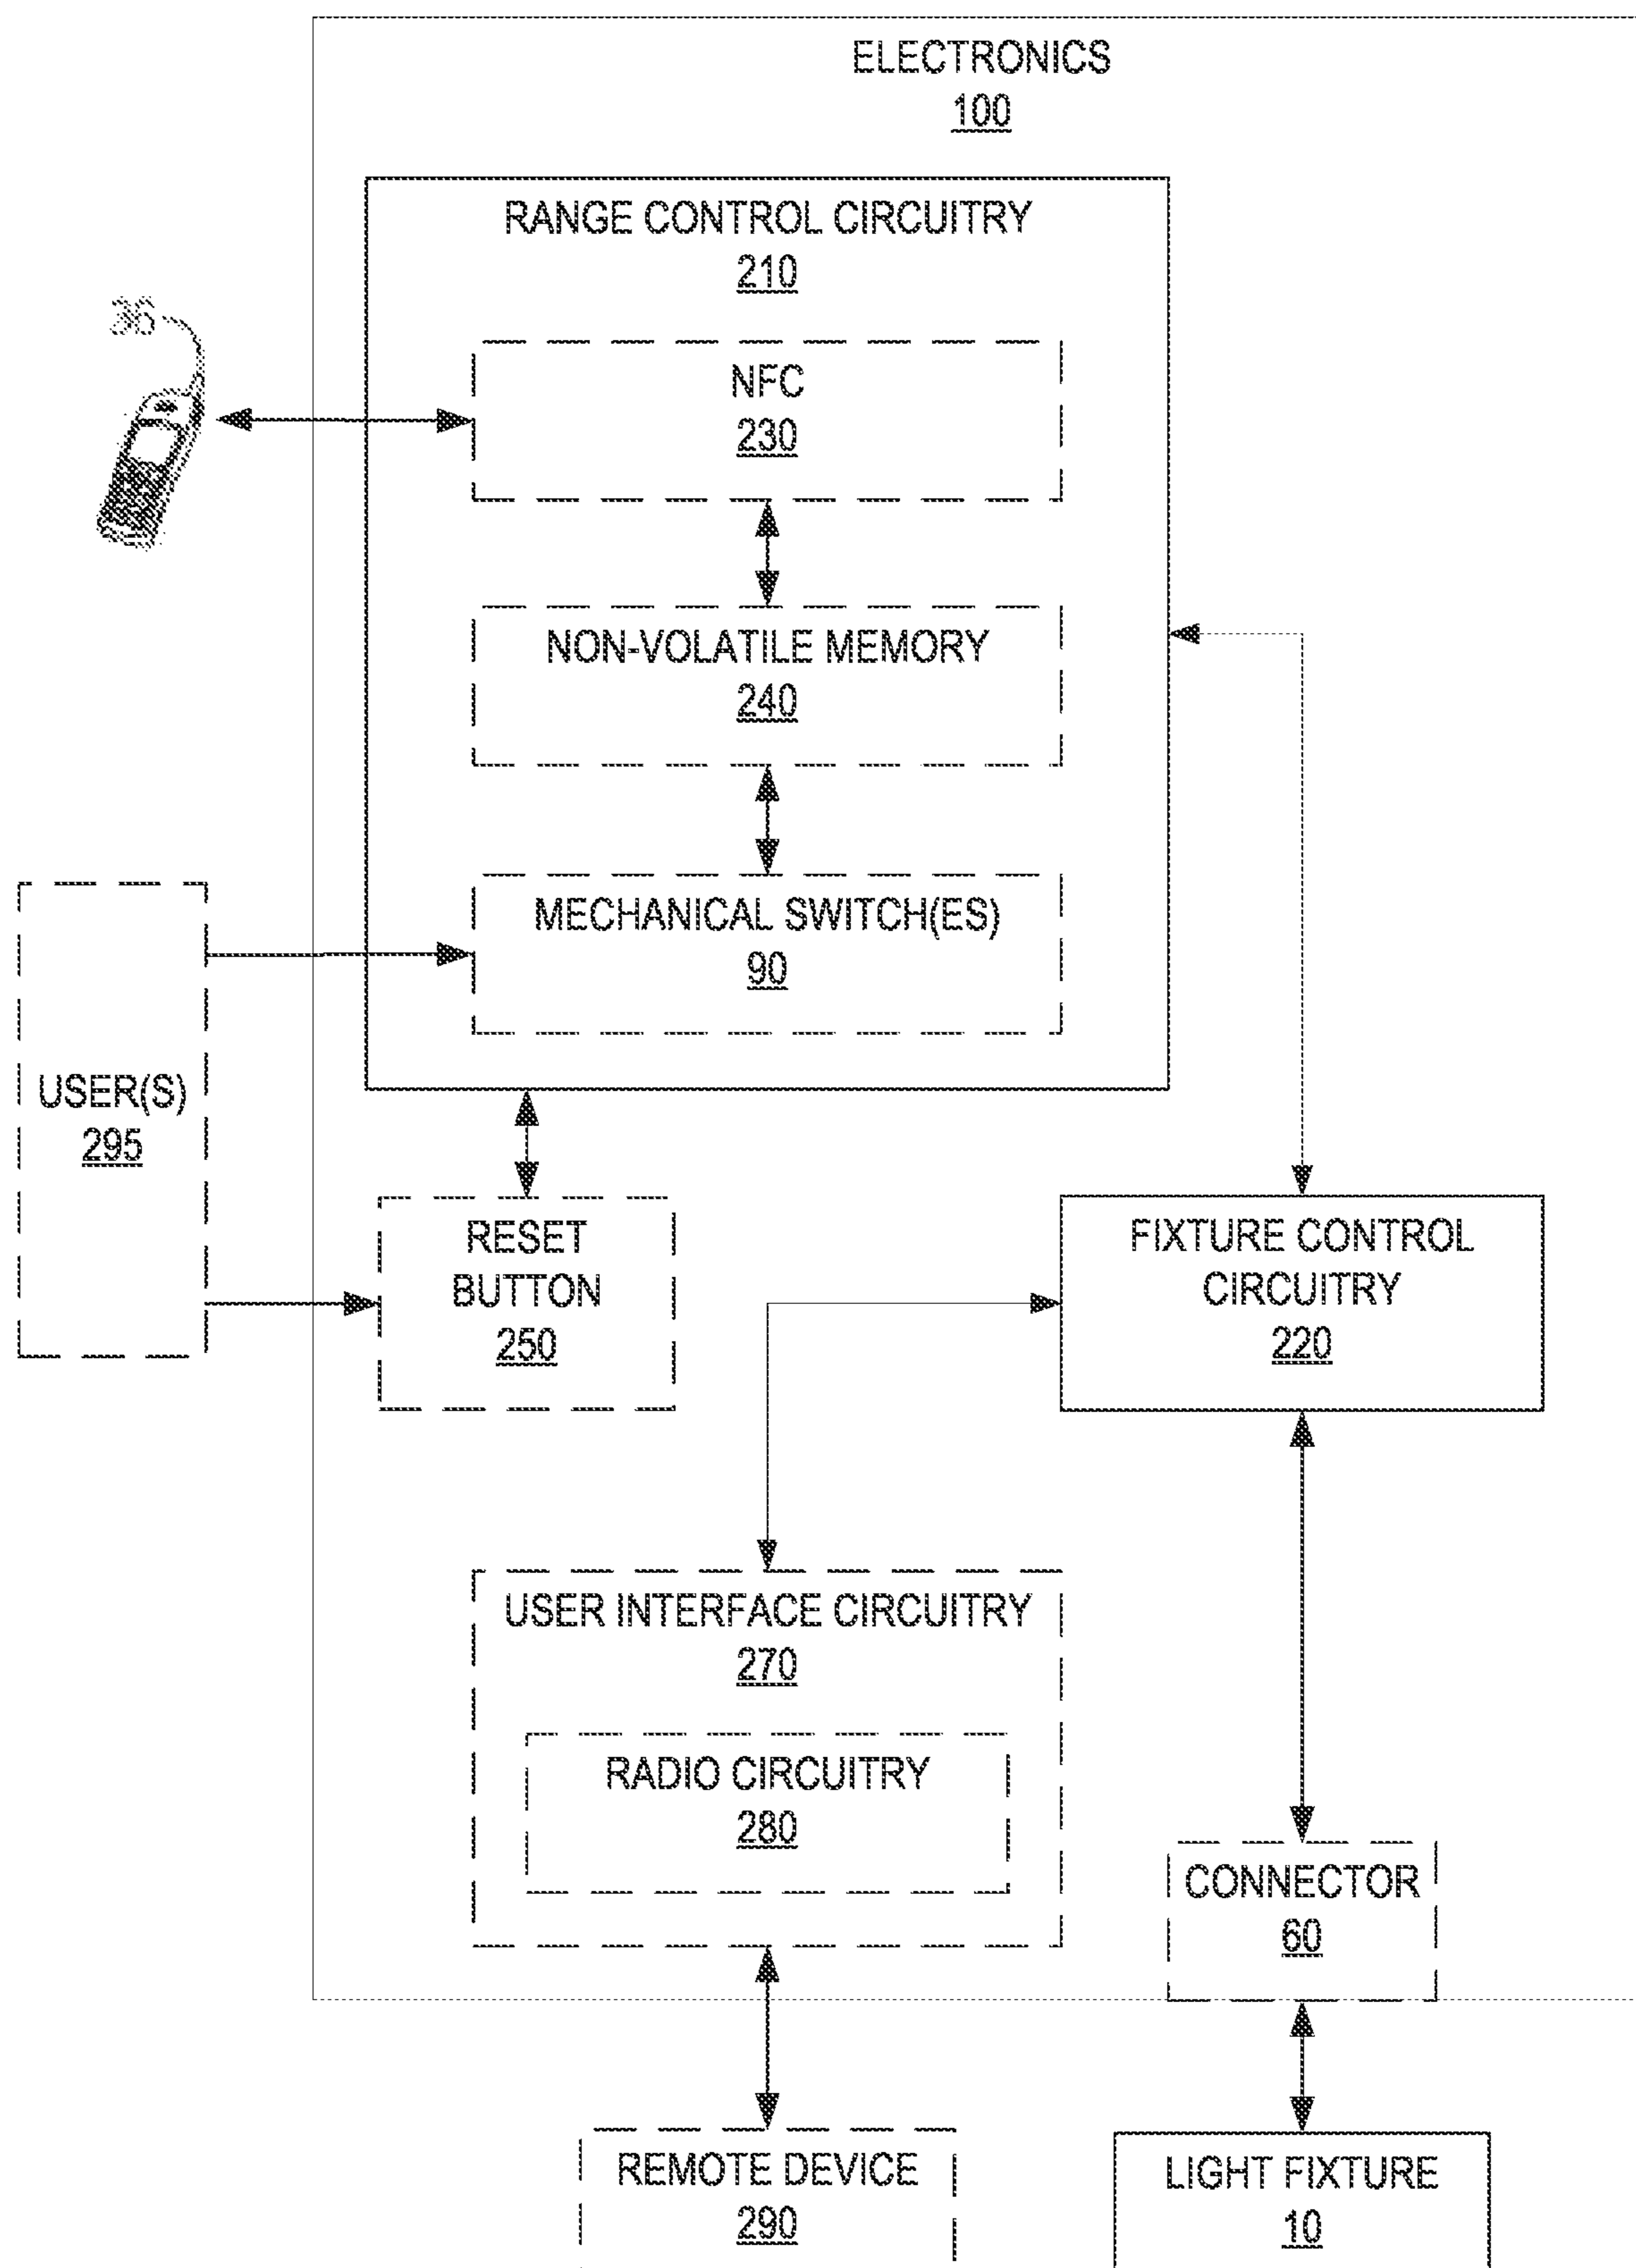 ELECTRONICS
100
RANGE CONTROL CIRCUITRY
210
36
NFC
230
NON-VOLATILE MEMORY
240
MECHANICAL SWITCH(ES)
90
USER(S)
295
RESET
BUTTON
250
FIXTURE CONTROL
CIRCUITRY
220
USER INTERFACE CIRCUITRY
270
RADIO CIRCUITRY
280
CONNECTOR
60
REMOTE DEVICE
290
LIGHT FIXTURE
10